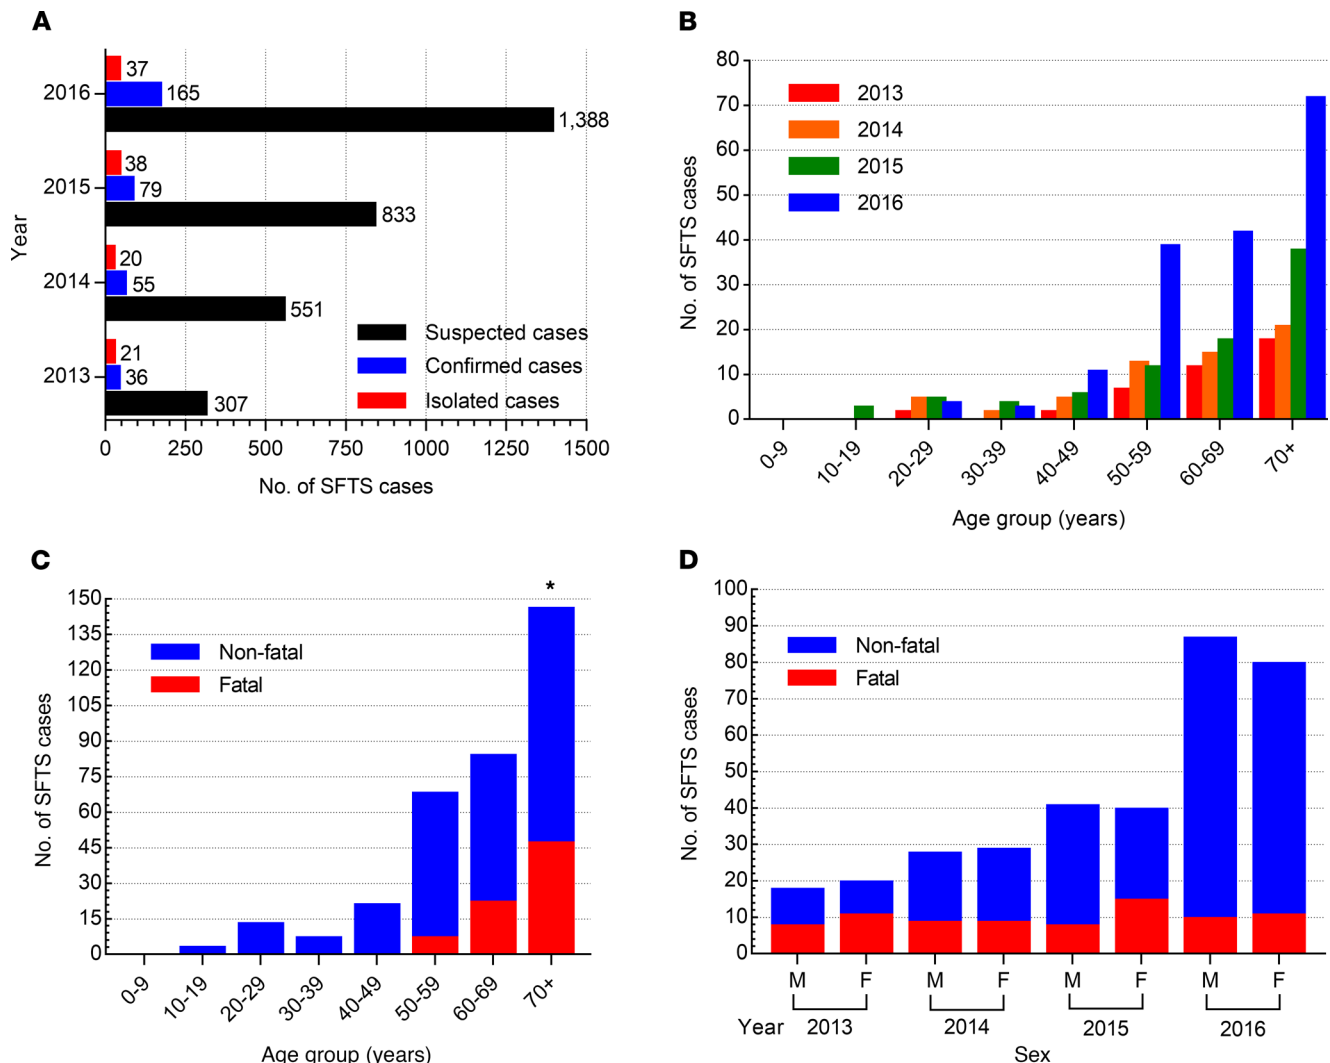 A
2016
37
165
1,388
2015
38
79
833
2014
20
55
551
2013
21
36
307
Year
Suspected cases
Confirmed cases
Isolated cases
0 250 500 750 1000 1250 1500
No. of SFTS cases
B
80
70
60
50
40
30
20
10
0
No. of SFTS cases
2013
2014
2015
2016
0-9 10-19 20-29 30-39 40-49 50-59 60-69 70+
Age group (years)
C
150
135
120
105
90
75
60
45
30
15
0
No. of SFTS cases
*
Non-fatal
Fatal
0-9 10-19 20-29 30-39 40-49 50-59 60-69 70+
Age group (years)
D
100
90
80
70
60
50
40
30
20
10
0
No. of SFTS cases
Non-fatal
Fatal
M F M F M F M F
Year 2013 2014 2015 2016
Sex